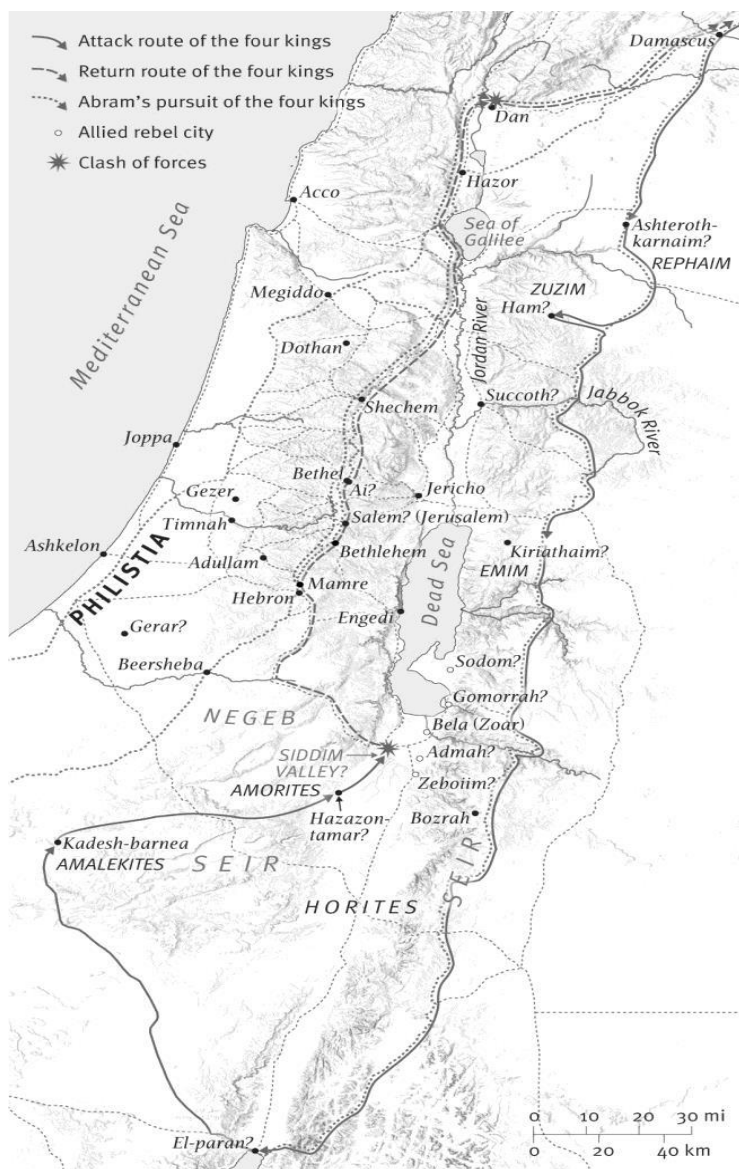 Attack route of the four kings
Return route of the four kings
Abram's pursuit of the four kings
Allied rebel city
Clash of forces
Damascus
Dan
Hazor
Acco
Sea of
Galilee
Ashteroth-
karnaim?
REPHAIM
Mediterranean Sea
Megiddo
ZUZIM
Ham?
Dothan
Jordan River
Shechem
Succoth?
Jabbok
River
Joppa
Bethel
Ai?
Jericho
Gezer
Timnah
Salem? (Jerusalem)
Ashkelon
Bethlehem
Kiriathaim?
PHILISTIA
Adullam
EMIM
Mamre
Hebron
Dead Sea
Engedi
Gerar?
Sodom?
Beersheba
Gomorrah?
NEGEB
Bela (Zoar)
SIDDIM
VALLEY?
Admah?
AMORITES
Zeboiim?
Hazazon-
tamar?
Bozrah
Kadesh-barnea
AMALEKITES
SEIR
SEIR
HORITES
El-paran?
0 10 20 30 mi
0 20 40 km